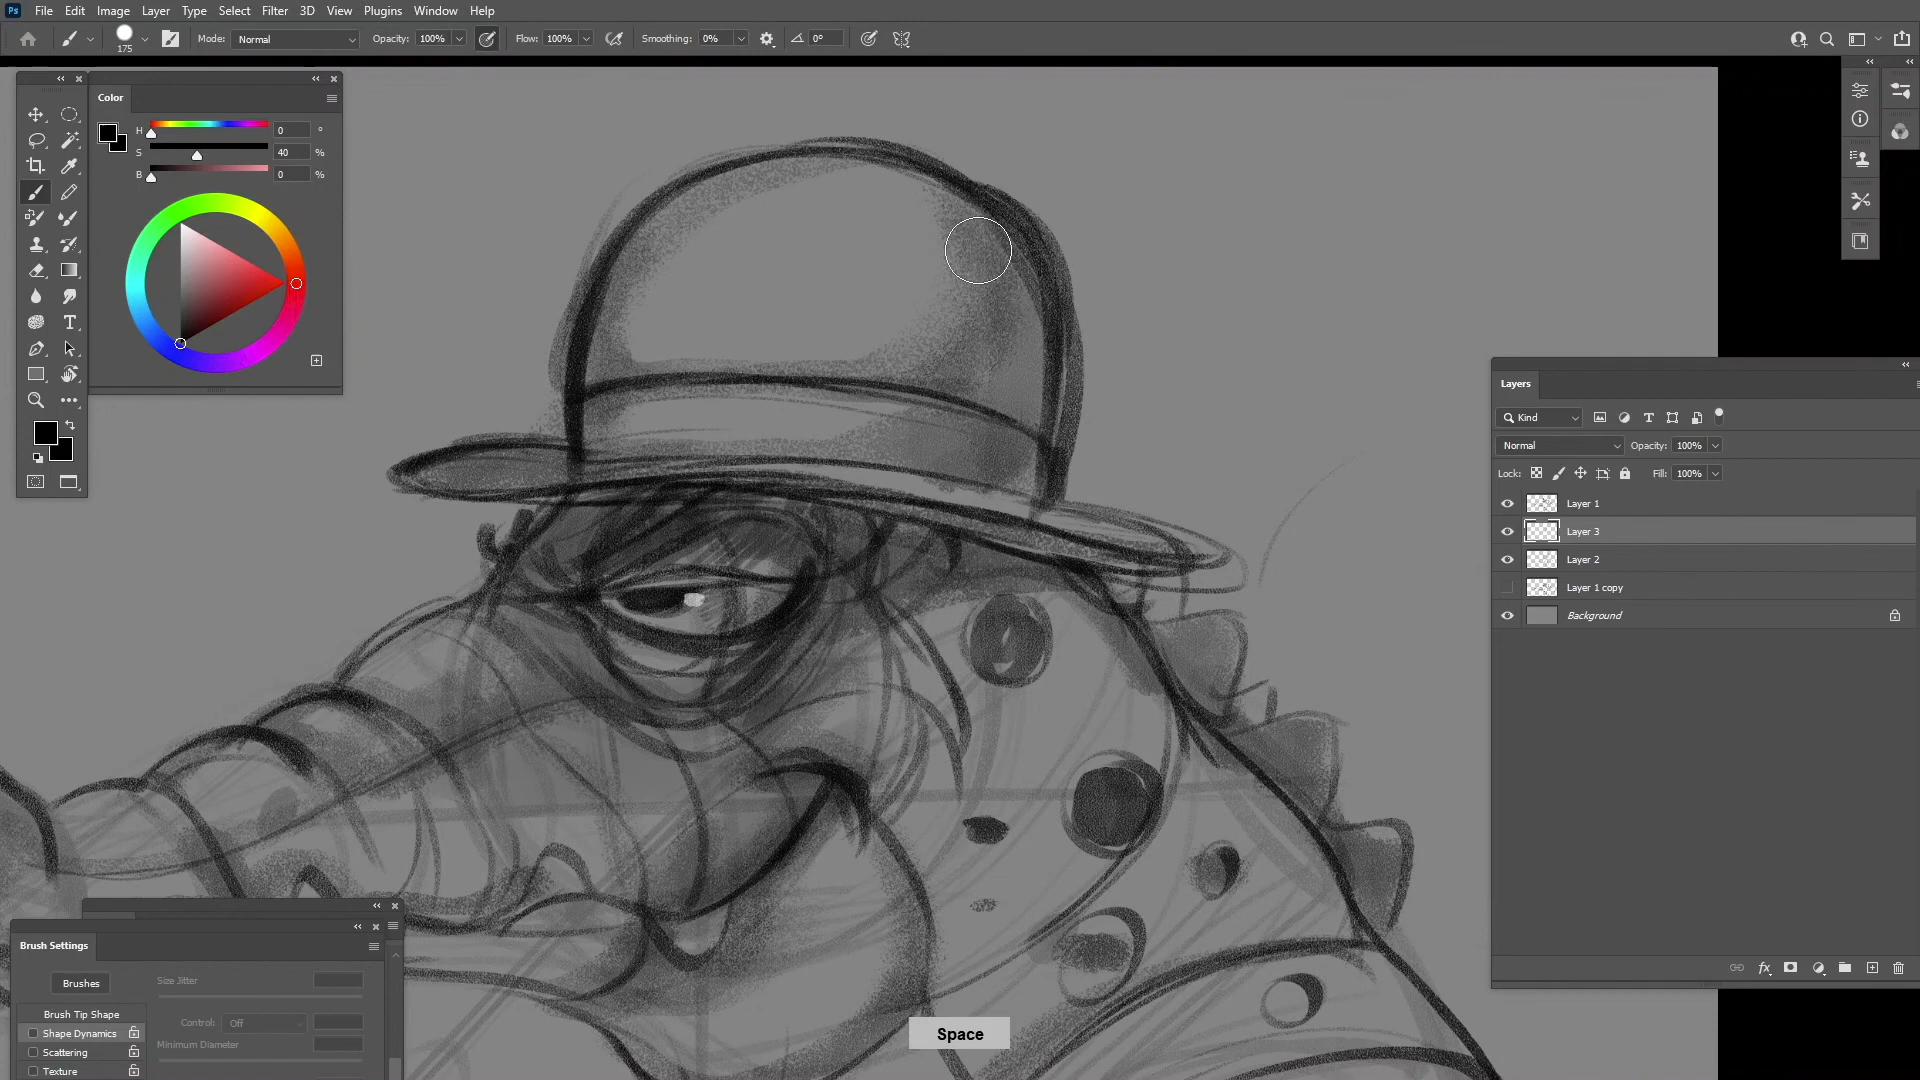 Ps File Edit Image Layer Type Select Filter 3D View Plugins Window Help
175 Mode: Normal Opacity: 100% Flow: 100% Smoothing: 0% 0°
Color
H 0 °
S 40 %
B 0 %
Layers
Kind
Normal Opacity: 100%
Lock: Fill: 100%
Layer 1
Layer 3
Layer 2
Layer 1 copy
Background
Brush Settings
Brushes Size Jitter
Brush Tip Shape
Control: Off
Shape Dynamics
Minimum Diameter
Scattering
Texture
Space